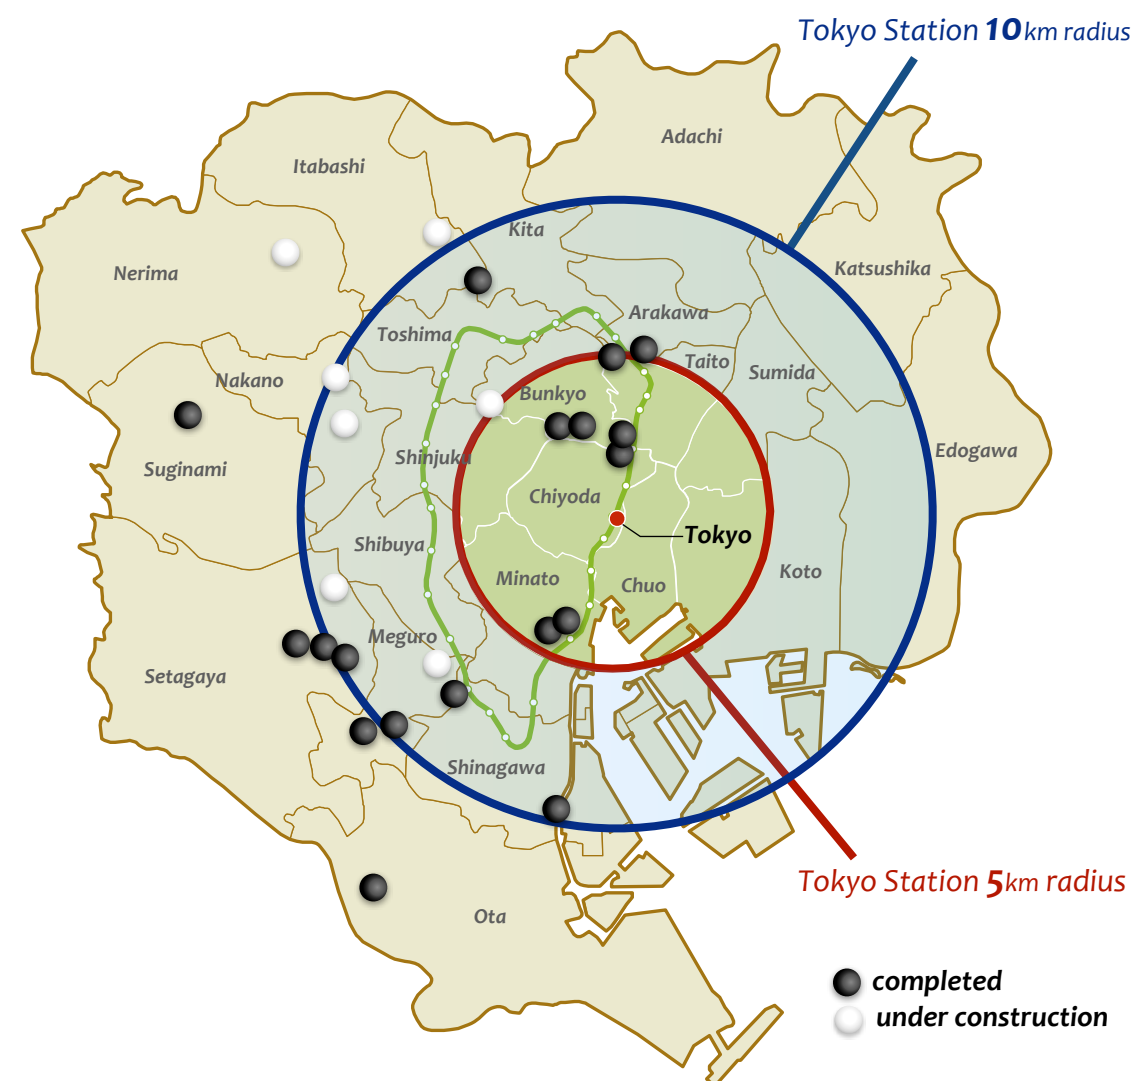 Tokyo Station 10km radius
Adachi
Itabashi
Kita
Katsushika
Nerima
Arakawa
Toshima
Taito
Sumida
Nakano
Bunkyo
Edogawa
Shinjuku
Suginami
Chiyoda
Tokyo
Shibuya
Koto
Minato
Chuo
Meguro
Setagaya
Shinagawa
Tokyo Station 5km radius
Ota
completed
under construction